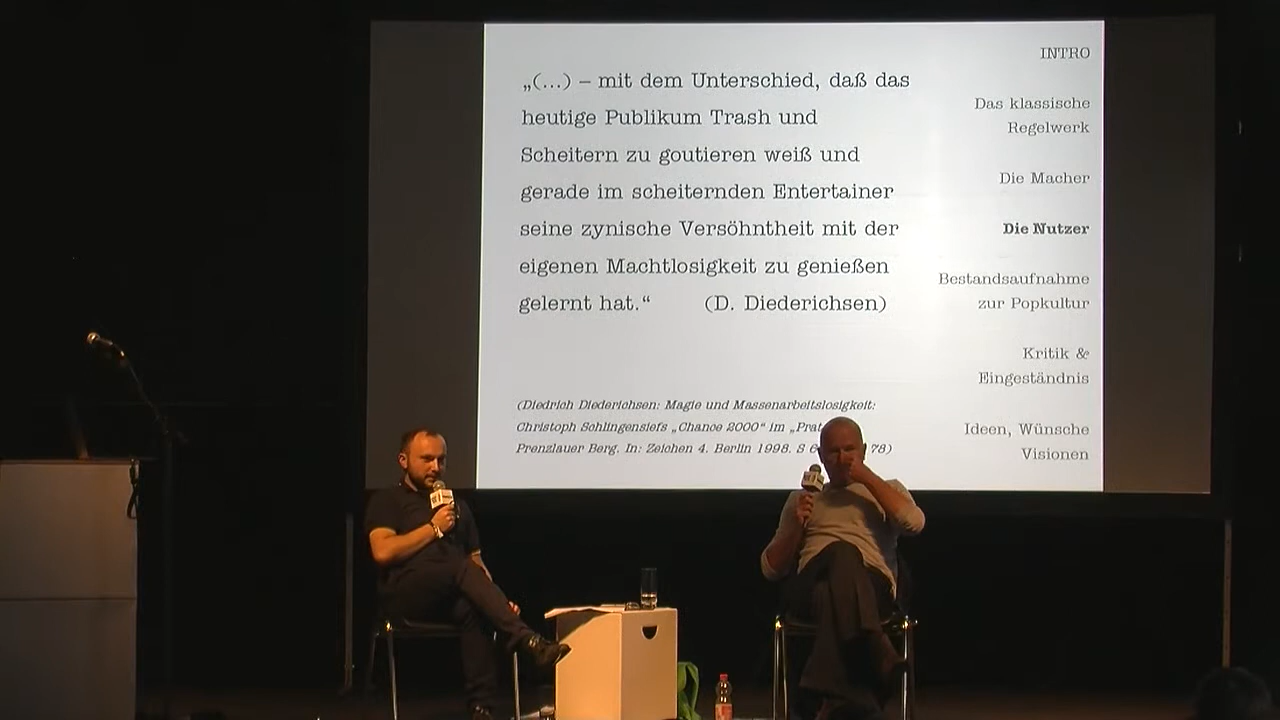 „(...) – mit dem Unterschied, daß das
heutige Publikum Trash und
Scheitern zu goutieren weiß und
gerade im scheiternden Entertainer
seine zynische Versöhntheit mit der
eigenen Machtlosigkeit zu genießen
gelernt hat.“ (D. Diederichsen)
(Diedrich Diederichsen: Magie und Massenarbeitslosigkeit:
Christoph Schlingensiefs „Chance 2000“ im
Prenzlauer Berg. In: Zeichen 4. Berlin 1998. S 78)
INTRO
Das klassische
Regelwerk
Die Macher
Die Nutzer
Bestandsaufnahme
zur Popkultur
Kritik &
Eingeständnis
Ideen, Wünsche
Visionen